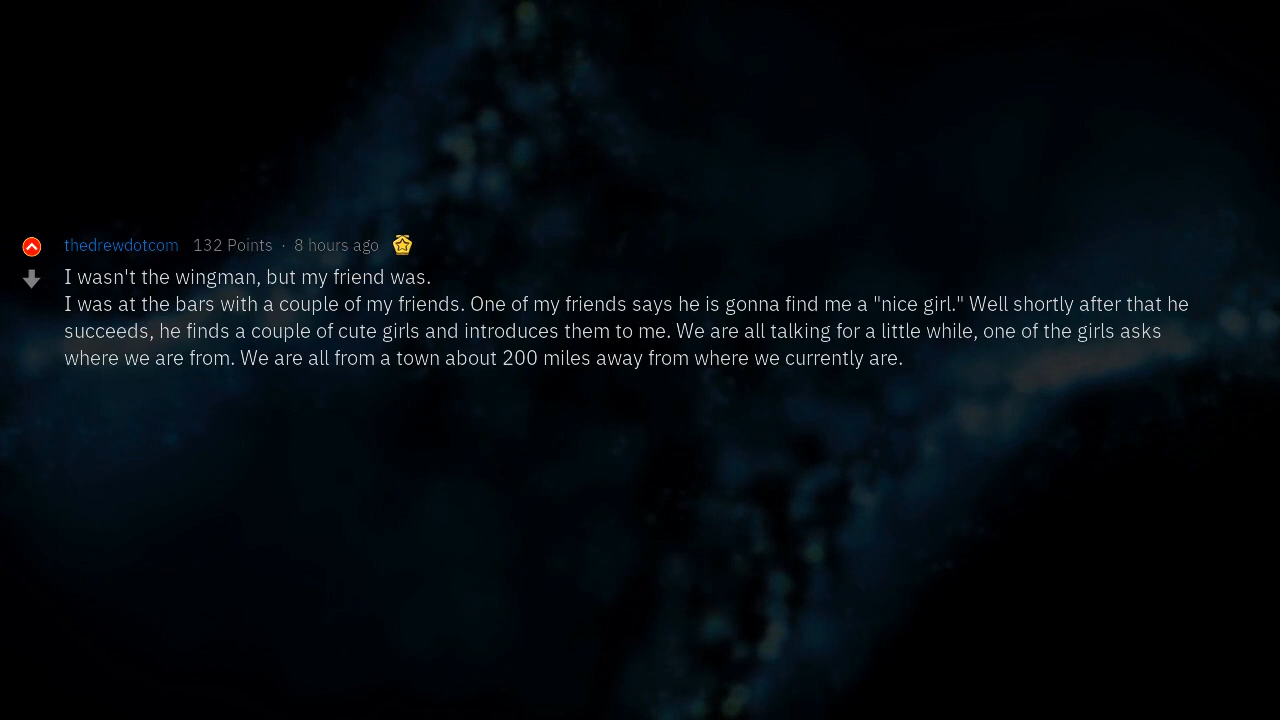 thedrewdotcom 132 Points · 8 hours ago
I wasn't the wingman, but my friend was.
I was at the bars with a couple of my friends. One of my friends says he is gonna find me a "nice girl." Well shortly after that he
succeeds, he finds a couple of cute girls and introduces them to me. We are all talking for a little while, one of the girls asks
where we are from. We are all from a town about 200 miles away from where we currently are.